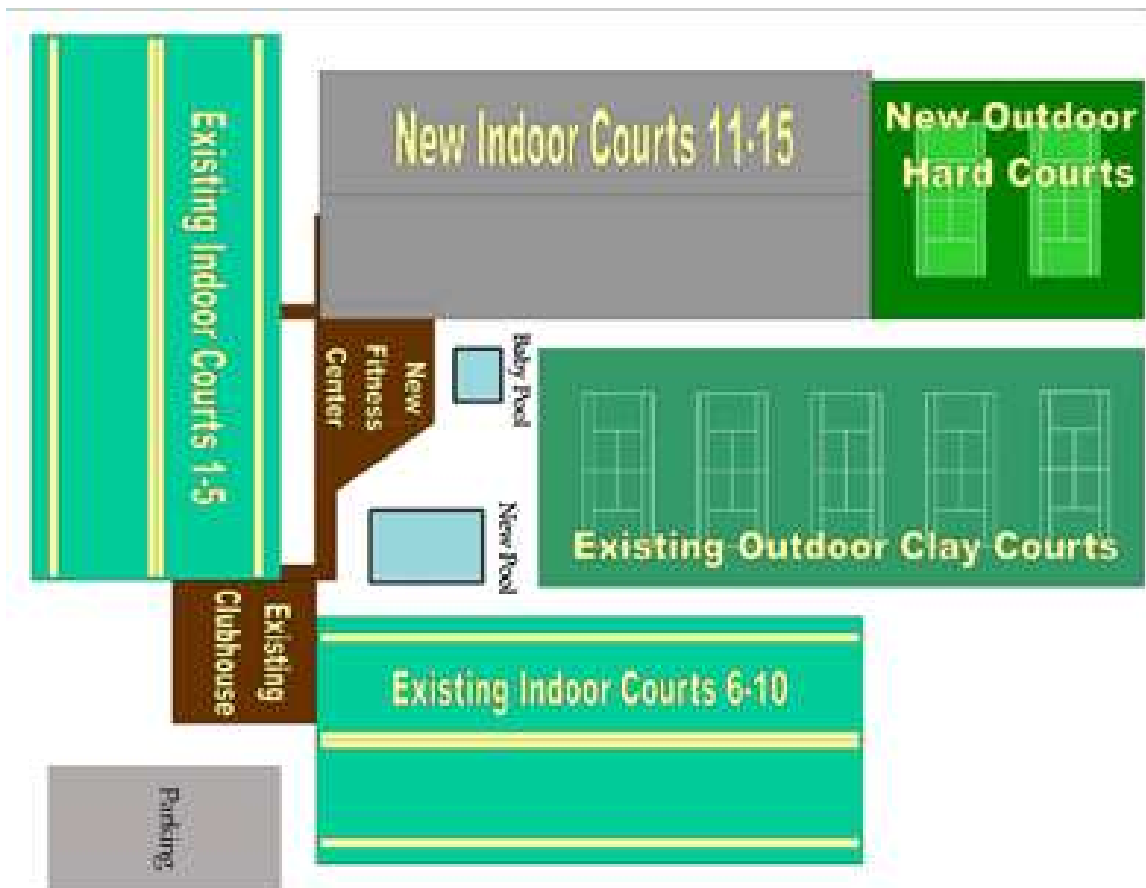 Existing Indoor Courts 1-5
New Indoor Courts 11-15
New Outdoor
Hard Courts
New
Fitness
Center
Baby Pool
New Pool
Existing Outdoor Clay Courts
Existing
Clubhouse
Existing Indoor Courts 6-10
Parking